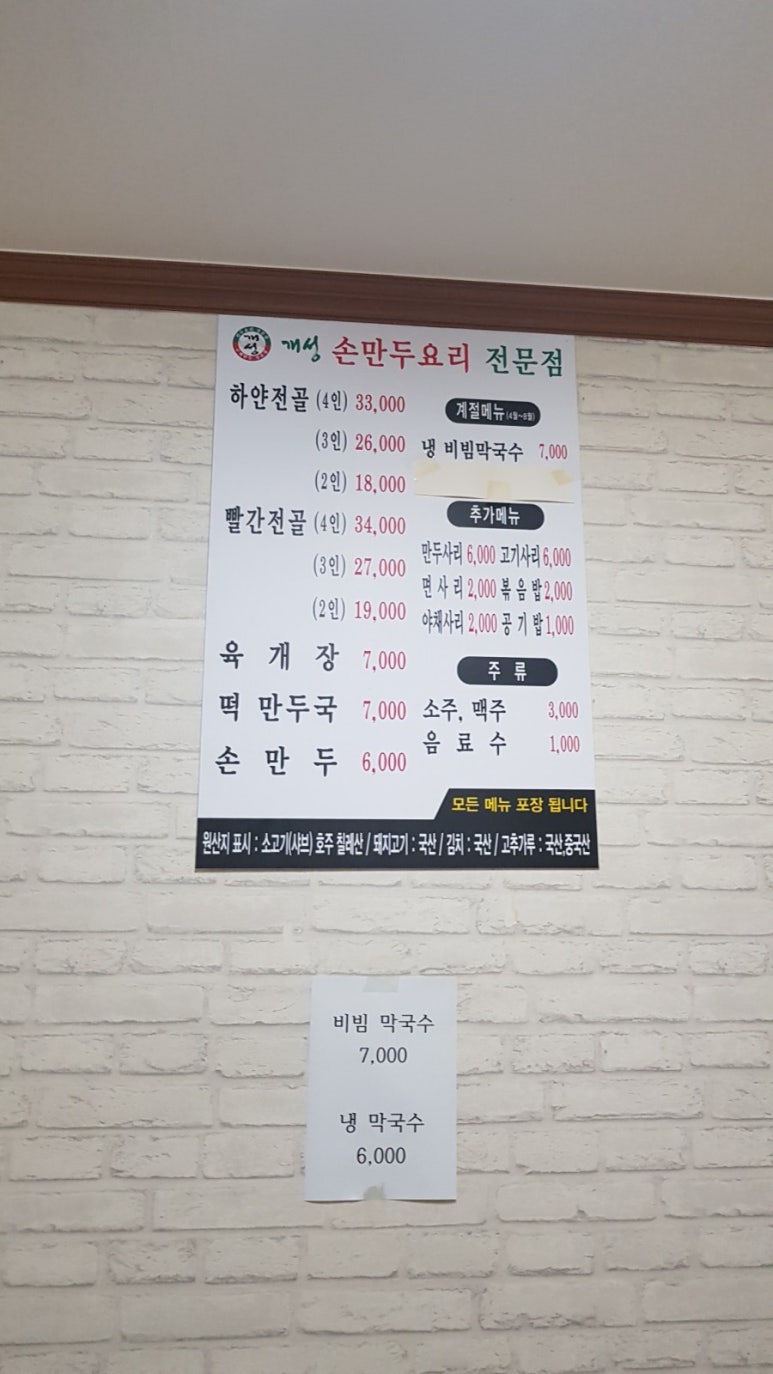 개성
개성 손만두요리 전문점
하얀전골 (4인) 33,000
(3인) 26,000
(2인) 18,000
빨간전골 (4인) 34,000
(3인) 27,000
(2인) 19,000
육 개 장 7,000
떡 만두국 7,000
손 만 두 6,000
계절메뉴 (4월~8월)
냉 비빔막국수 7,000
추가메뉴
만두사리 6,000 고기사리 6,000
면 사 리 2,000 볶 음 밥 2,000
야채사리 2,000 공 기 밥 1,000
주 류
소주, 맥주 3,000
음 료 수 1,000
모든 메뉴 포장 됩니다
원산지 표시 : 소고기(샤브) 호주 칠레산 / 돼지고기 : 국산 / 김치 : 국산 / 고추가루 : 국산,중국산
비빔 막국수
7,000
냉 막국수
6,000